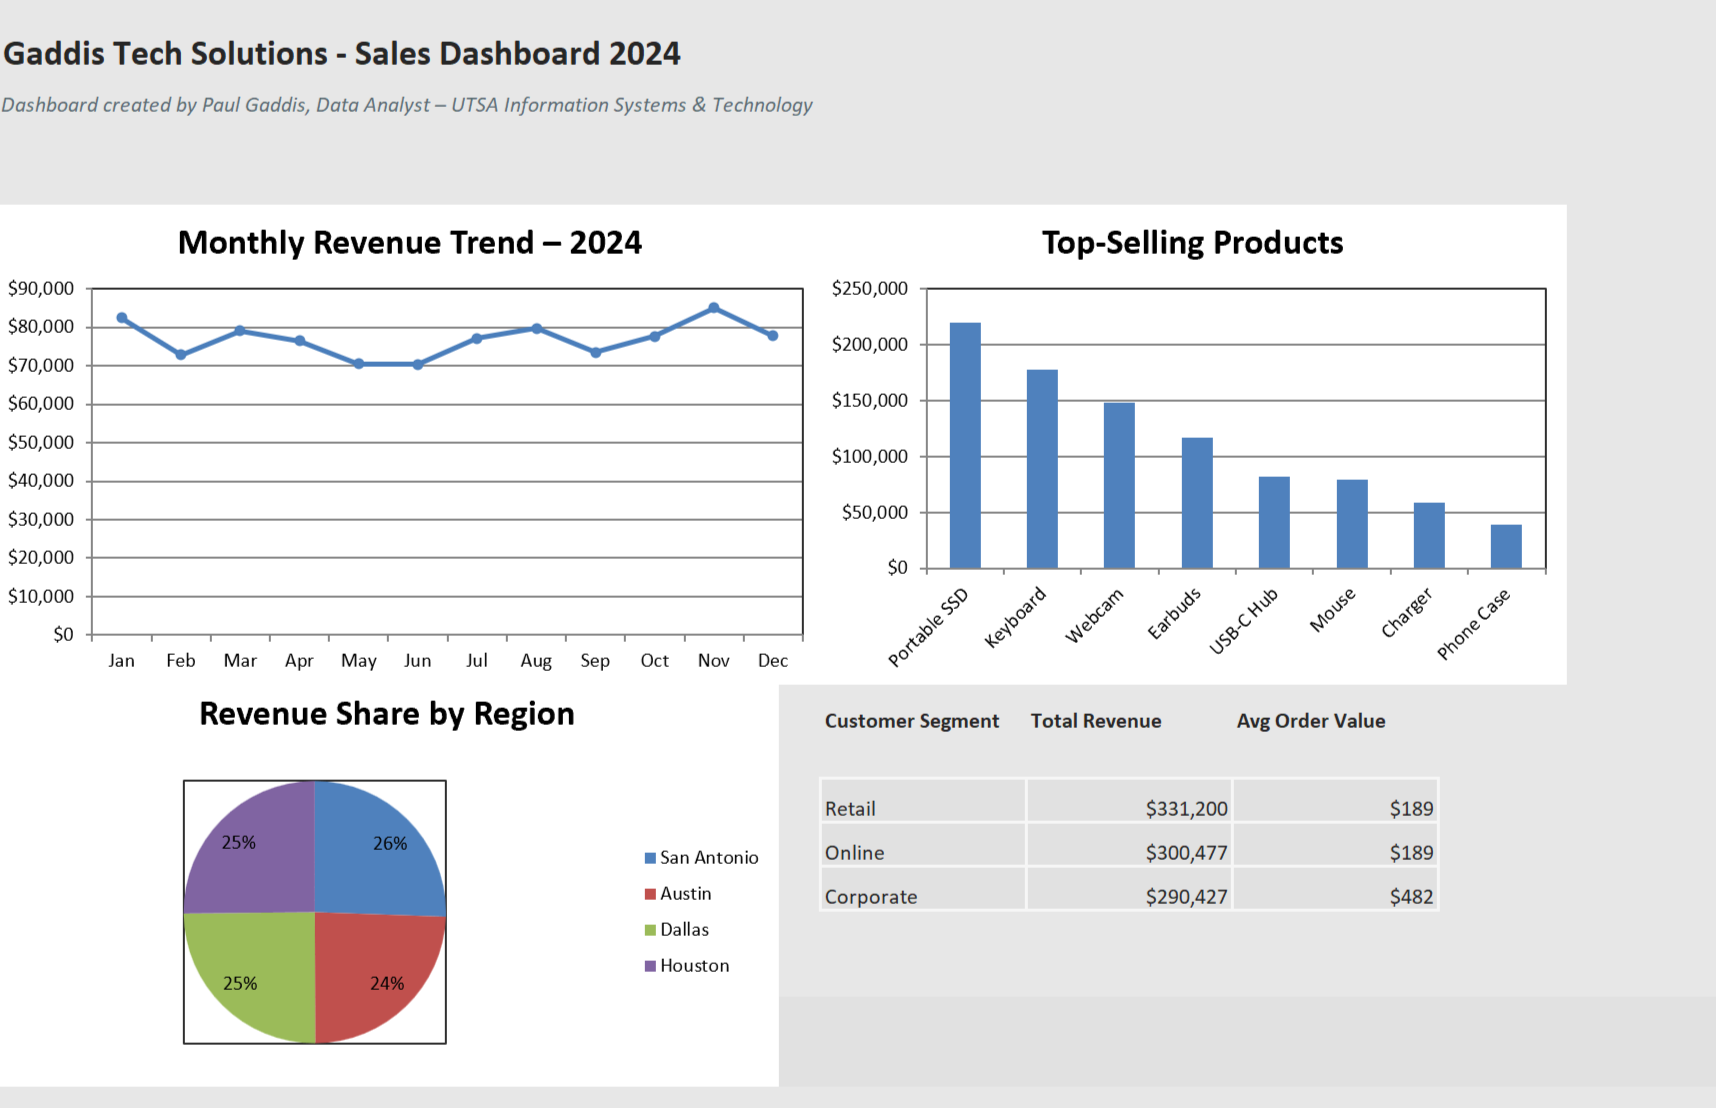 Gaddis Tech Solutions - Sales Dashboard 2024
Dashboard created by Paul Gaddis, Data Analyst – UTSA Information Systems & Technology
Monthly Revenue Trend – 2024
$90,000
$80,000
$70,000
$60,000
$50,000
$40,000
$30,000
$20,000
$10,000
$0
Jan Feb Mar Apr May Jun Jul Aug Sep Oct Nov Dec
Top-Selling Products
$250,000
$200,000
$150,000
$100,000
$50,000
$0
Portable SSD
Keyboard
Webcam
Earbuds
USB-C Hub
Mouse
Charger
Phone Case
Revenue Share by Region
25% 26%
25% 24%
San Antonio
Austin
Dallas
Houston
Customer Segment Total Revenue Avg Order Value
Retail $331,200 $189
Online $300,477 $189
Corporate $290,427 $482